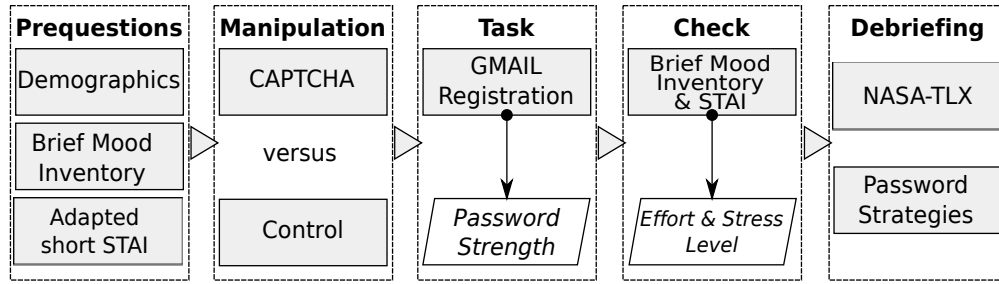 Prequestions
Demographics
Brief Mood
Inventory
Adapted
short STAI
Manipulation
CAPTCHA
versus
Control
Task
GMAIL
Registration
Password
Strength
Check
Brief Mood
Inventory
& STAI
Effort & Stress
Level
Debriefing
NASA-TLX
Password
Strategies